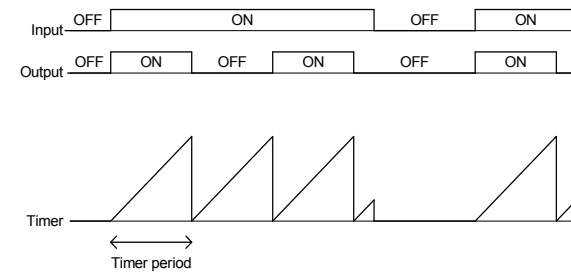 Input OFF ON OFF ON
Output OFF ON OFF ON OFF ON
Timer
Timer period